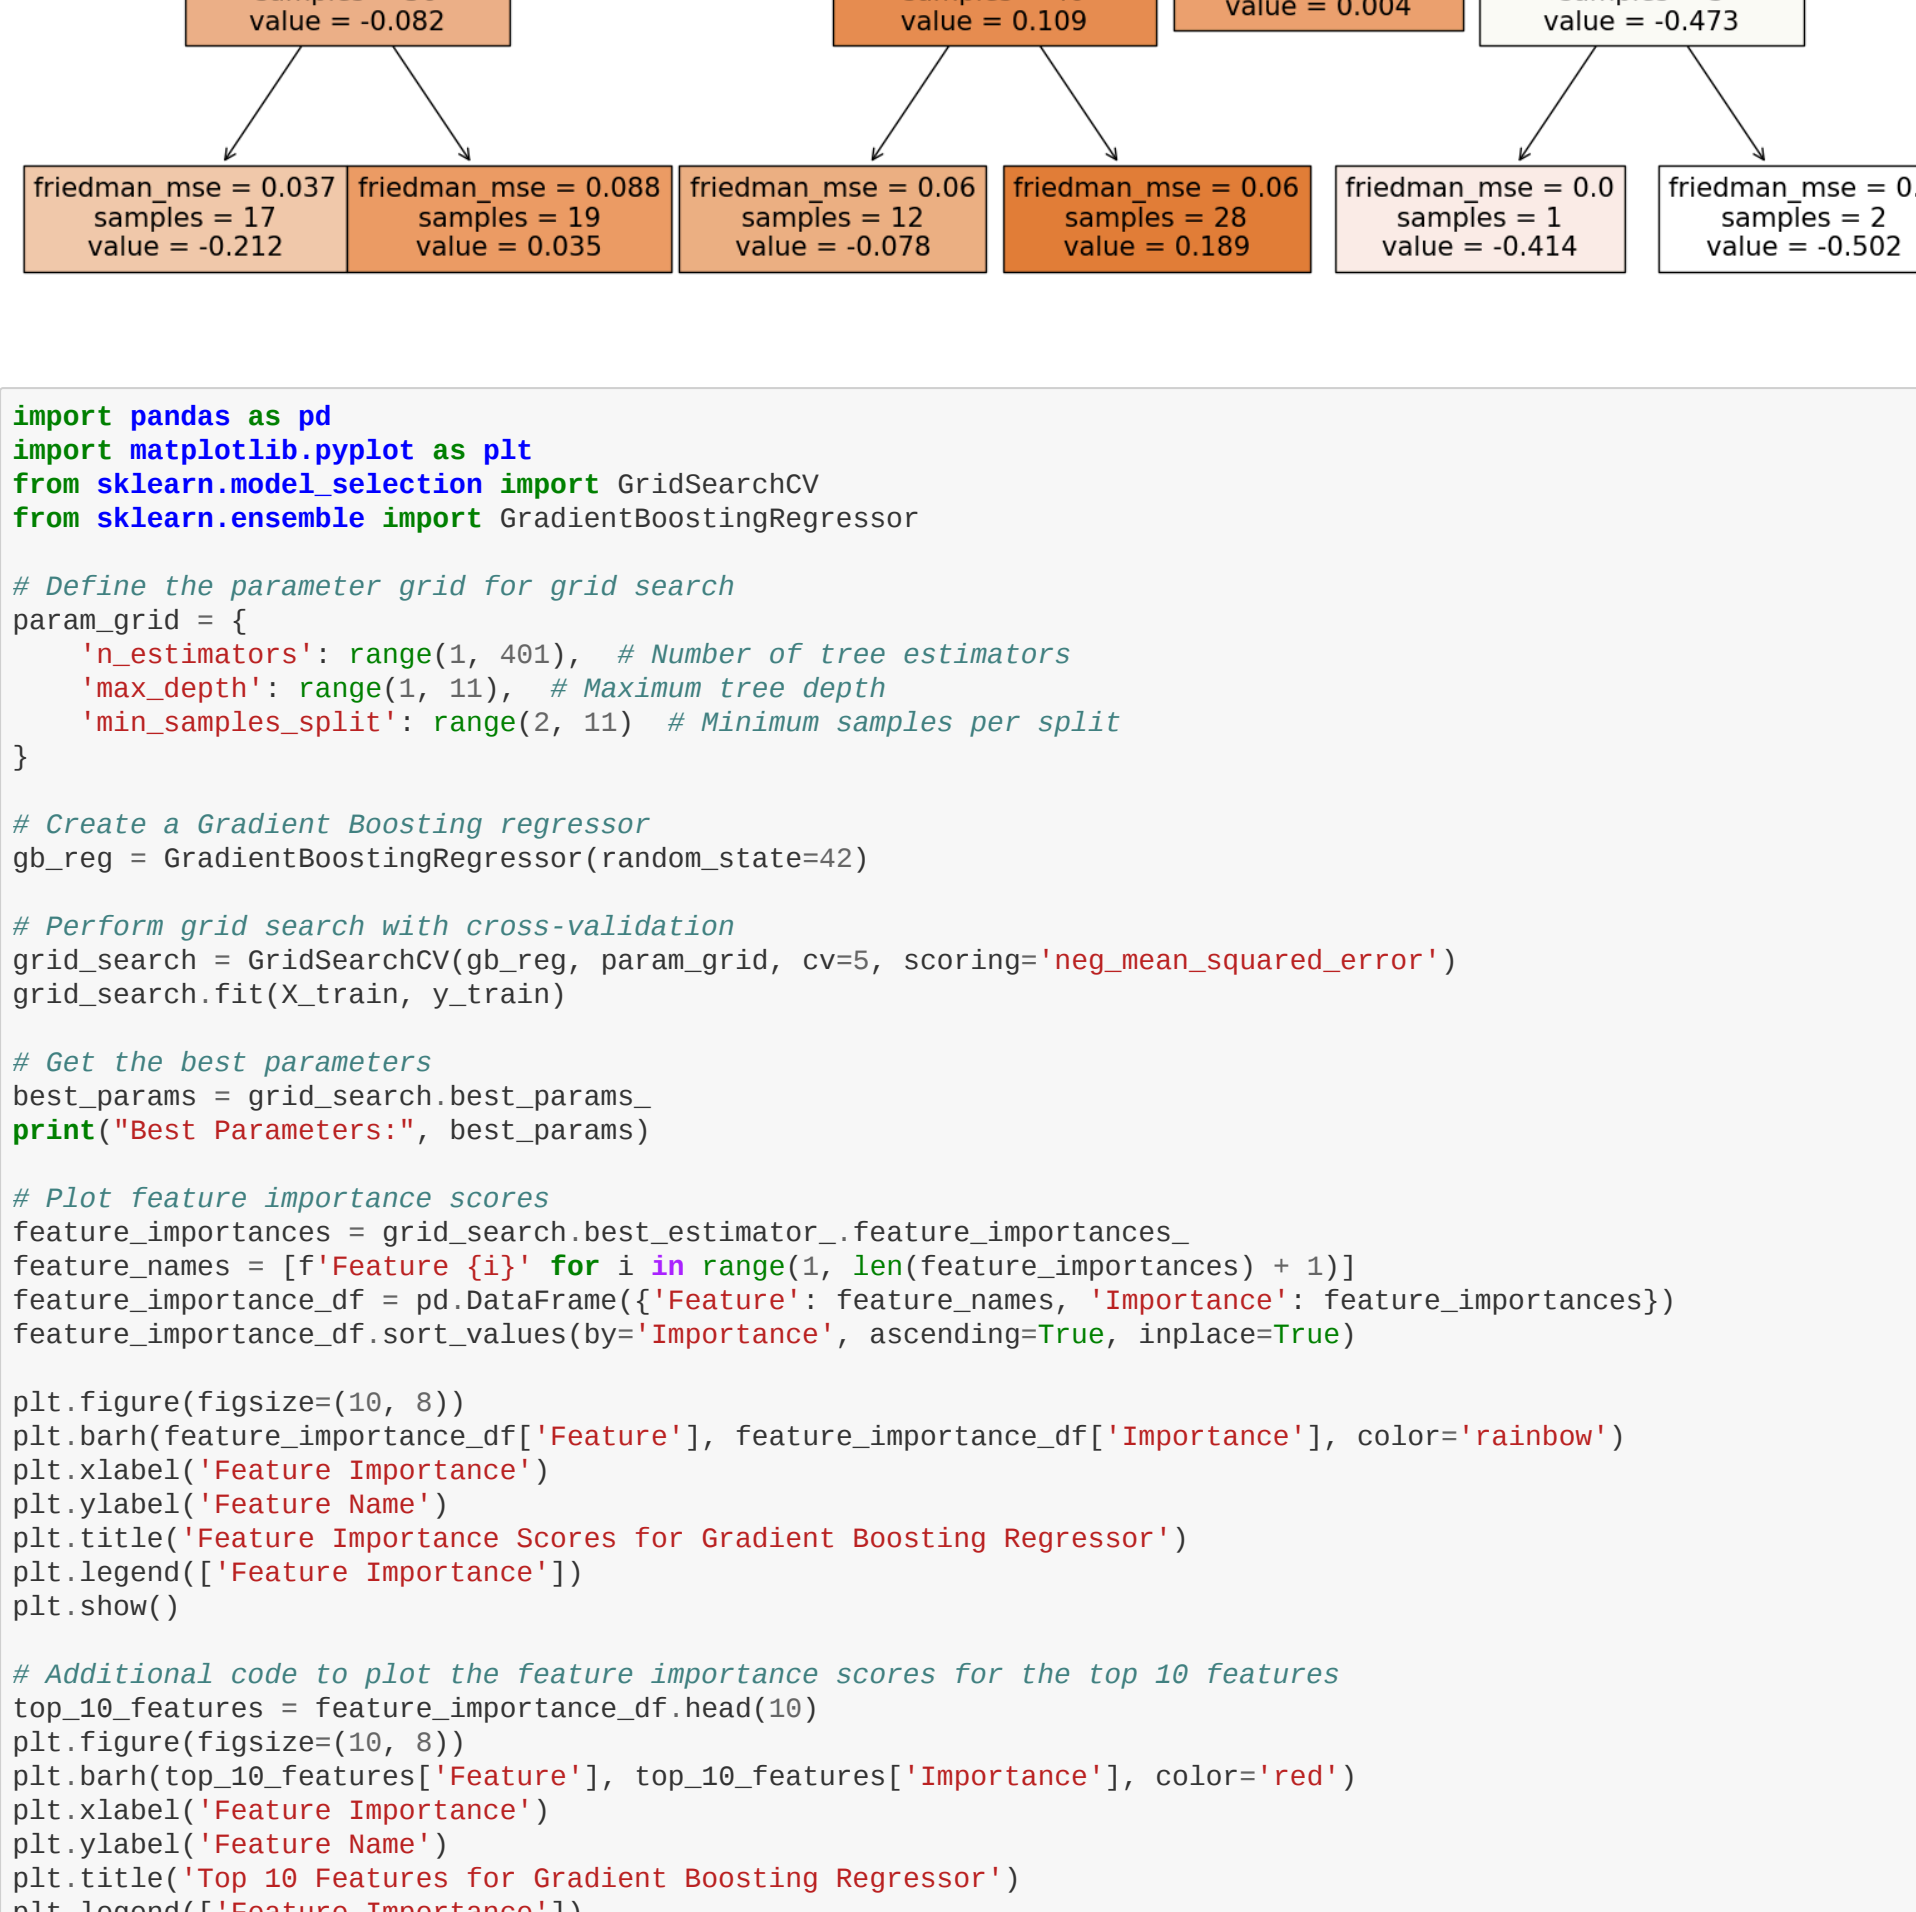 value = -0.082
value = 0.109
value = 0.004
value = -0.473
friedman_mse = 0.037
samples = 17
value = -0.212
friedman_mse = 0.088
samples = 19
value = 0.035
friedman_mse = 0.06
samples = 12
value = -0.078
friedman_mse = 0.06
samples = 28
value = 0.189
friedman_mse = 0.0
samples = 1
value = -0.414
friedman_mse = 0.
samples = 2
value = -0.502
import pandas as pd
import matplotlib.pyplot as plt
from sklearn.model_selection import GridSearchCV
from sklearn.ensemble import GradientBoostingRegressor
# Define the parameter grid for grid search
param_grid = {
    'n_estimators': range(1, 401),  # Number of tree estimators
    'max_depth': range(1, 11),  # Maximum tree depth
    'min_samples_split': range(2, 11)  # Minimum samples per split
}
# Create a Gradient Boosting regressor
gb_reg = GradientBoostingRegressor(random_state=42)
# Perform grid search with cross-validation
grid_search = GridSearchCV(gb_reg, param_grid, cv=5, scoring='neg_mean_squared_error')
grid_search.fit(X_train, y_train)
# Get the best parameters
best_params = grid_search.best_params_
print("Best Parameters:", best_params)
# Plot feature importance scores
feature_importances = grid_search.best_estimator_.feature_importances_
feature_names = [f'Feature {i}' for i in range(1, len(feature_importances) + 1)]
feature_importance_df = pd.DataFrame({'Feature': feature_names, 'Importance': feature_importances})
feature_importance_df.sort_values(by='Importance', ascending=True, inplace=True)
plt.figure(figsize=(10, 8))
plt.barh(feature_importance_df['Feature'], feature_importance_df['Importance'], color='rainbow')
plt.xlabel('Feature Importance')
plt.ylabel('Feature Name')
plt.title('Feature Importance Scores for Gradient Boosting Regressor')
plt.legend(['Feature Importance'])
plt.show()
# Additional code to plot the feature importance scores for the top 10 features
top_10_features = feature_importance_df.head(10)
plt.figure(figsize=(10, 8))
plt.barh(top_10_features['Feature'], top_10_features['Importance'], color='red')
plt.xlabel('Feature Importance')
plt.ylabel('Feature Name')
plt.title('Top 10 Features for Gradient Boosting Regressor')
plt.legend(['Feature Importance'])